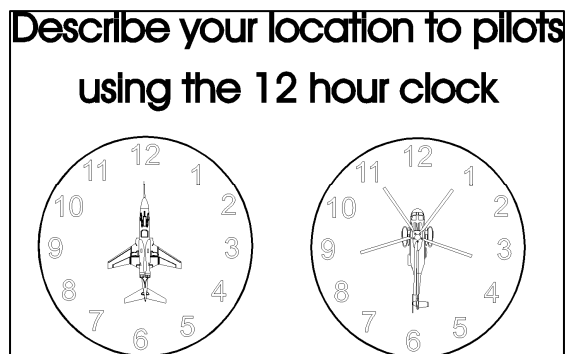 Describe your location to pilots
using the 12 hour clock
12 12
11 1 11 1
10 2 10 2
9 3 9 3
8 4 8 4
7 5 7 5
6 6